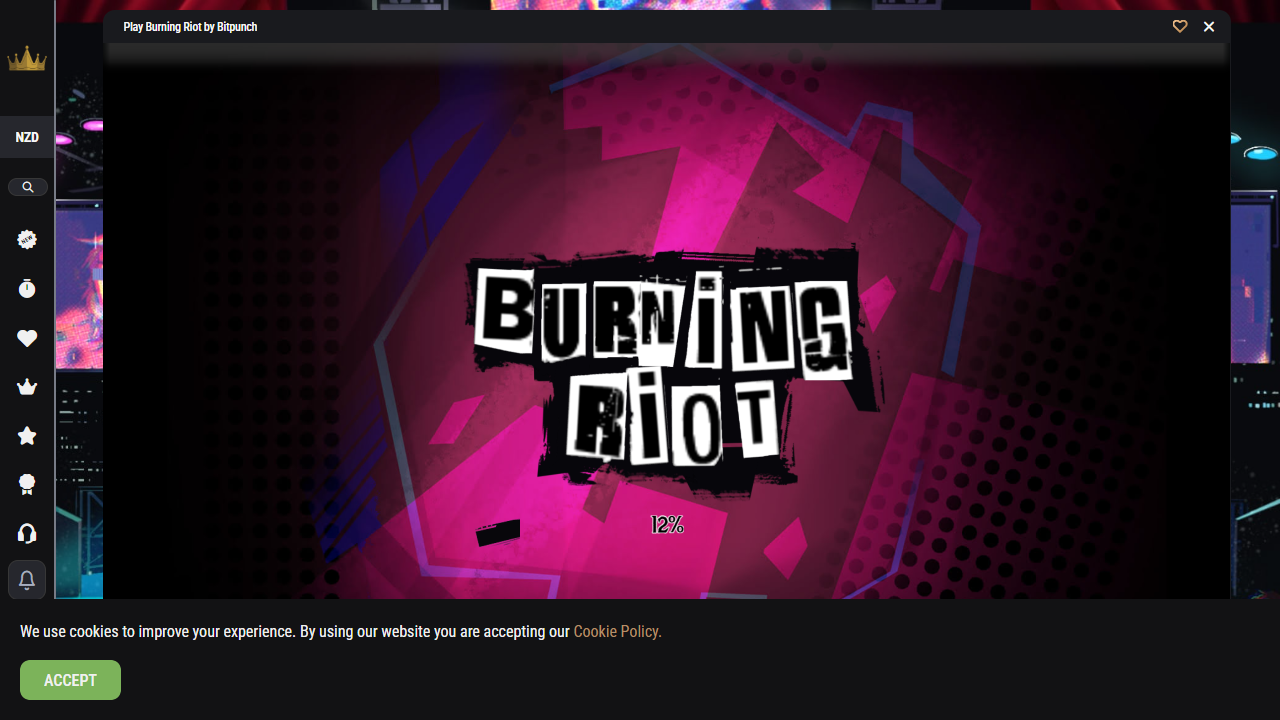 Play Burning Riot by Bitpunch
NZD
NEW
BURNiNG
RiOT
12%
We use cookies to improve your experience. By using our website you are accepting our Cookie Policy.
ACCEPT